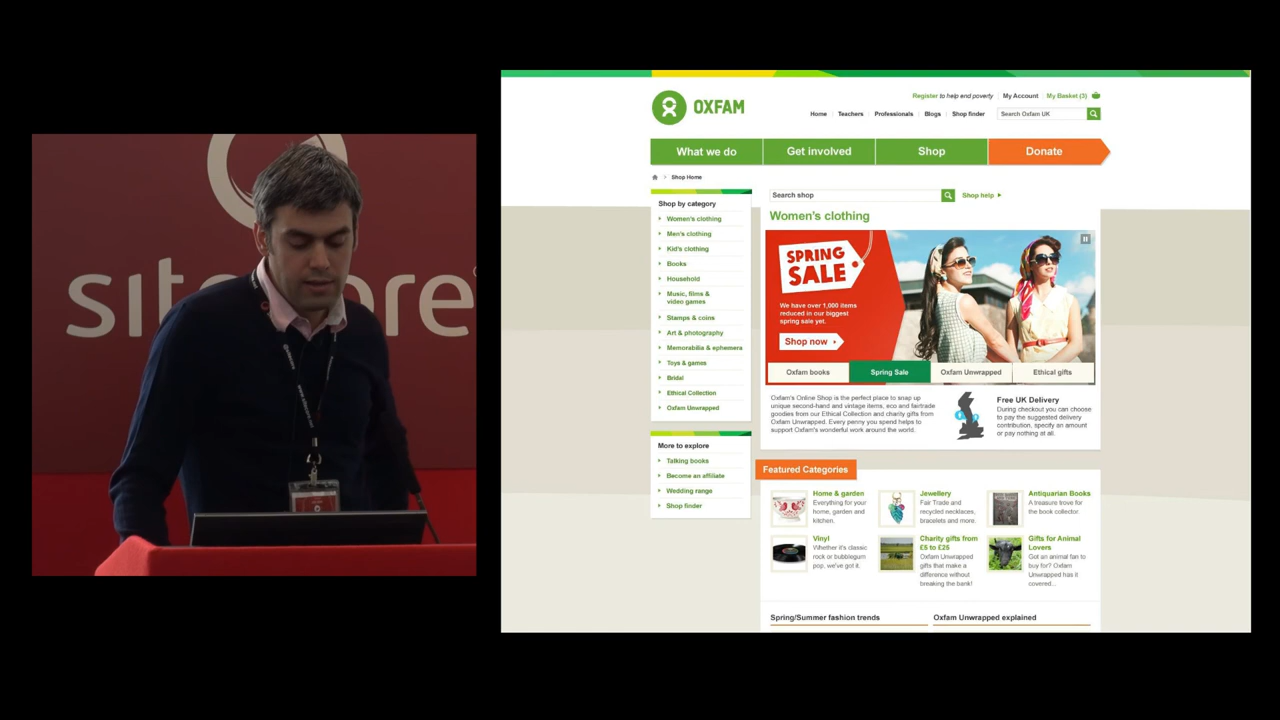 sitecore
OXFAM
Register to help end poverty
My Account
My Basket (3)
Home
Teachers
Professionals
Blogs
Shop finder
Search Oxfam UK
What we do
Get involved
Shop
Donate
Shop Home
Shop by category
Women's clothing
Men's clothing
Kid's clothing
Books
Household
Music, films &
video games
Stamps & coins
Art & photography
Memorabilia & ephemera
Toys & games
Bridal
Ethical Collection
Oxfam Unwrapped
More to explore
Talking books
Become an affiliate
Wedding range
Shop finder
Search shop
Shop help
Women's clothing
SPRING
SALE
We have over 1,000 items
reduced in our biggest
spring sale yet.
Shop now
Oxfam books
Spring Sale
Oxfam Unwrapped
Ethical gifts
Oxfam's Online Shop is the perfect place to snap up
unique second-hand and vintage items, eco and fairtrade
goodies from our Ethical Collection and charity gifts from
Oxfam Unwrapped. Every penny you spend helps to
support Oxfam's wonderful work around the world.
Free UK Delivery
During checkout you can choose
to pay the suggested delivery
contribution, specify an amount
or pay nothing at all.
Featured Categories
Home & garden
Everything for your
home, garden and
kitchen.
Jewellery
Fair Trade and
recycled necklaces,
bracelets and more.
Antiquarian Books
A treasure trove for
the book collector.
Vinyl
Whether it's classic
rock or bubblegum
pop, we've got it.
Charity gifts from
£5 to £25
Oxfam Unwrapped
gifts that make a
difference without
breaking the bank!
Gifts for Animal
Lovers
Got an animal fan to
buy for? Oxfam
Unwrapped has it
covered...
Spring/Summer fashion trends
Oxfam Unwrapped explained